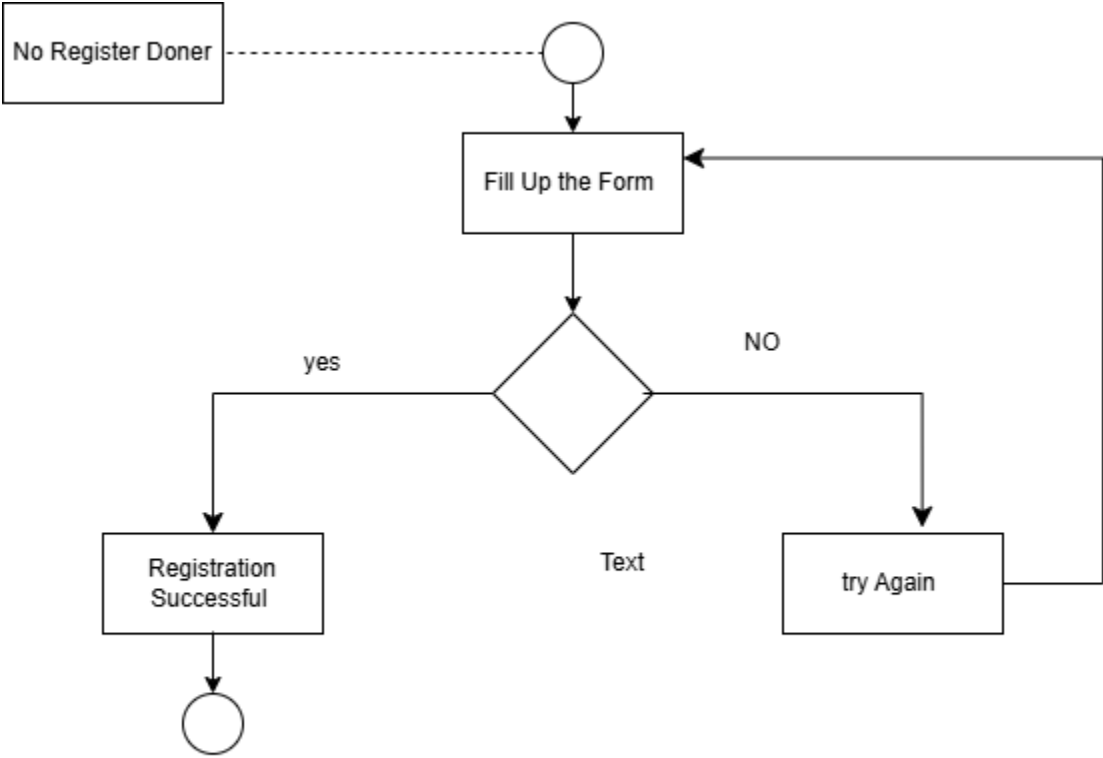 No Register Doner
Fill Up the Form
NO
yes
Registration
Successful
Text
try Again